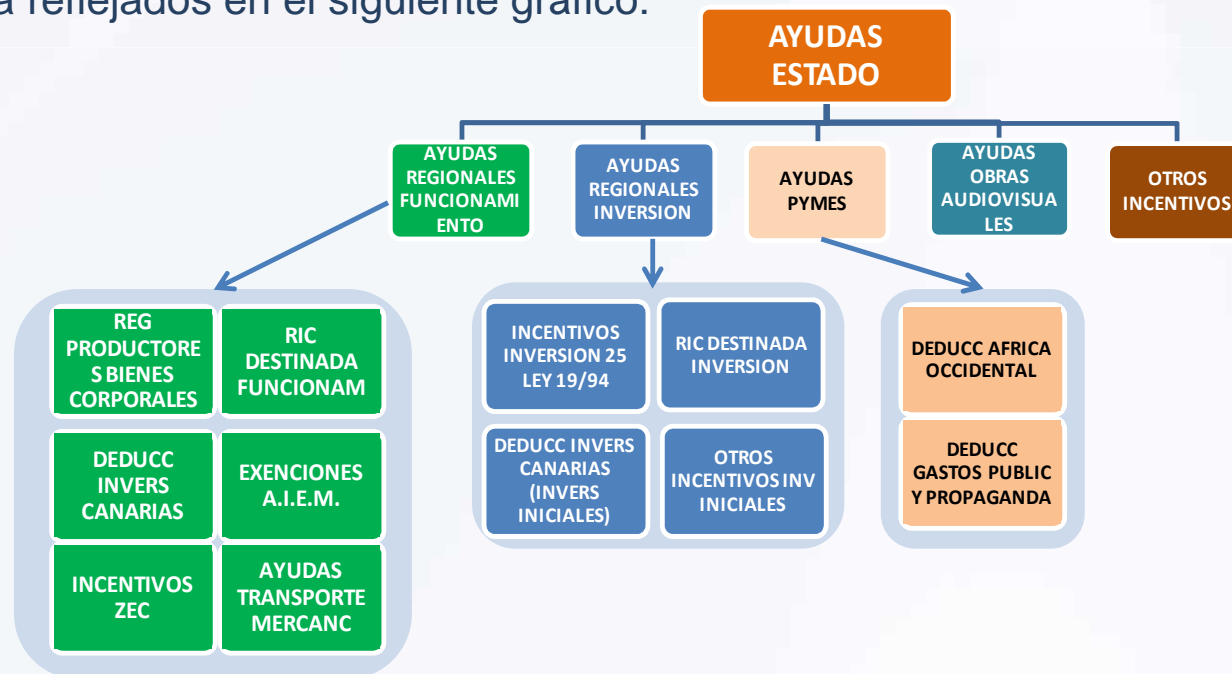 a reflejados en el siguiente gráfico:
AYUDAS
ESTADO
AYUDAS
REGIONALES
FUNCIONAMI
ENTO
AYUDAS
REGIONALES
INVERSION
AYUDAS
PYMES
AYUDAS
OBRAS
AUDIOVISUA
LES
OTROS
INCENTIVOS
REG
PRODUCTORE
S BIENES
CORPORALES
RIC
DESTINADA
FUNCIONAM
DEDUCC
INVERS
CANARIAS
EXENCIONES
A.I.E.M.
INCENTIVOS
ZEC
AYUDAS
TRANSPORTE
MERCANC
INCENTIVOS
INVERSION 25
LEY 19/94
RIC DESTINADA
INVERSION
DEDUCC INVERS
CANARIAS
(INVERS
INICIALES)
OTROS
INCENTIVOS INV
INICIALES
DEDUCC AFRICA
OCCIDENTAL
DEDUCC
GASTOS PUBLIC
Y PROPAGANDA